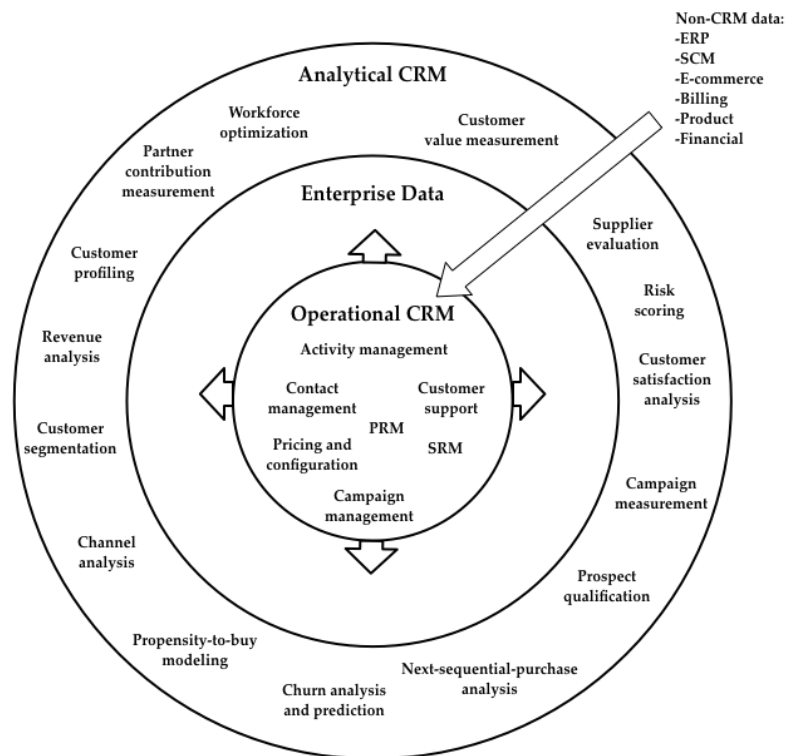 Non-CRM data:
-ERP
-SCM
-E-commerce
-Billing
-Product
-Financial
Analytical CRM
Workforce
optimization
Customer
value measurement
Partner
contribution
measurement
Enterprise Data
Supplier
evaluation
Customer
profiling
Risk
scoring
Operational CRM
Activity management
Revenue
analysis
Customer
satisfaction
analysis
Contact
management
Customer
support
PRM
Customer
segmentation
Pricing and
configuration
SRM
Campaign
management
Campaign
measurement
Channel
analysis
Prospect
qualification
Propensity-to-buy
modeling
Next-sequential-purchase
analysis
Churn analysis
and prediction